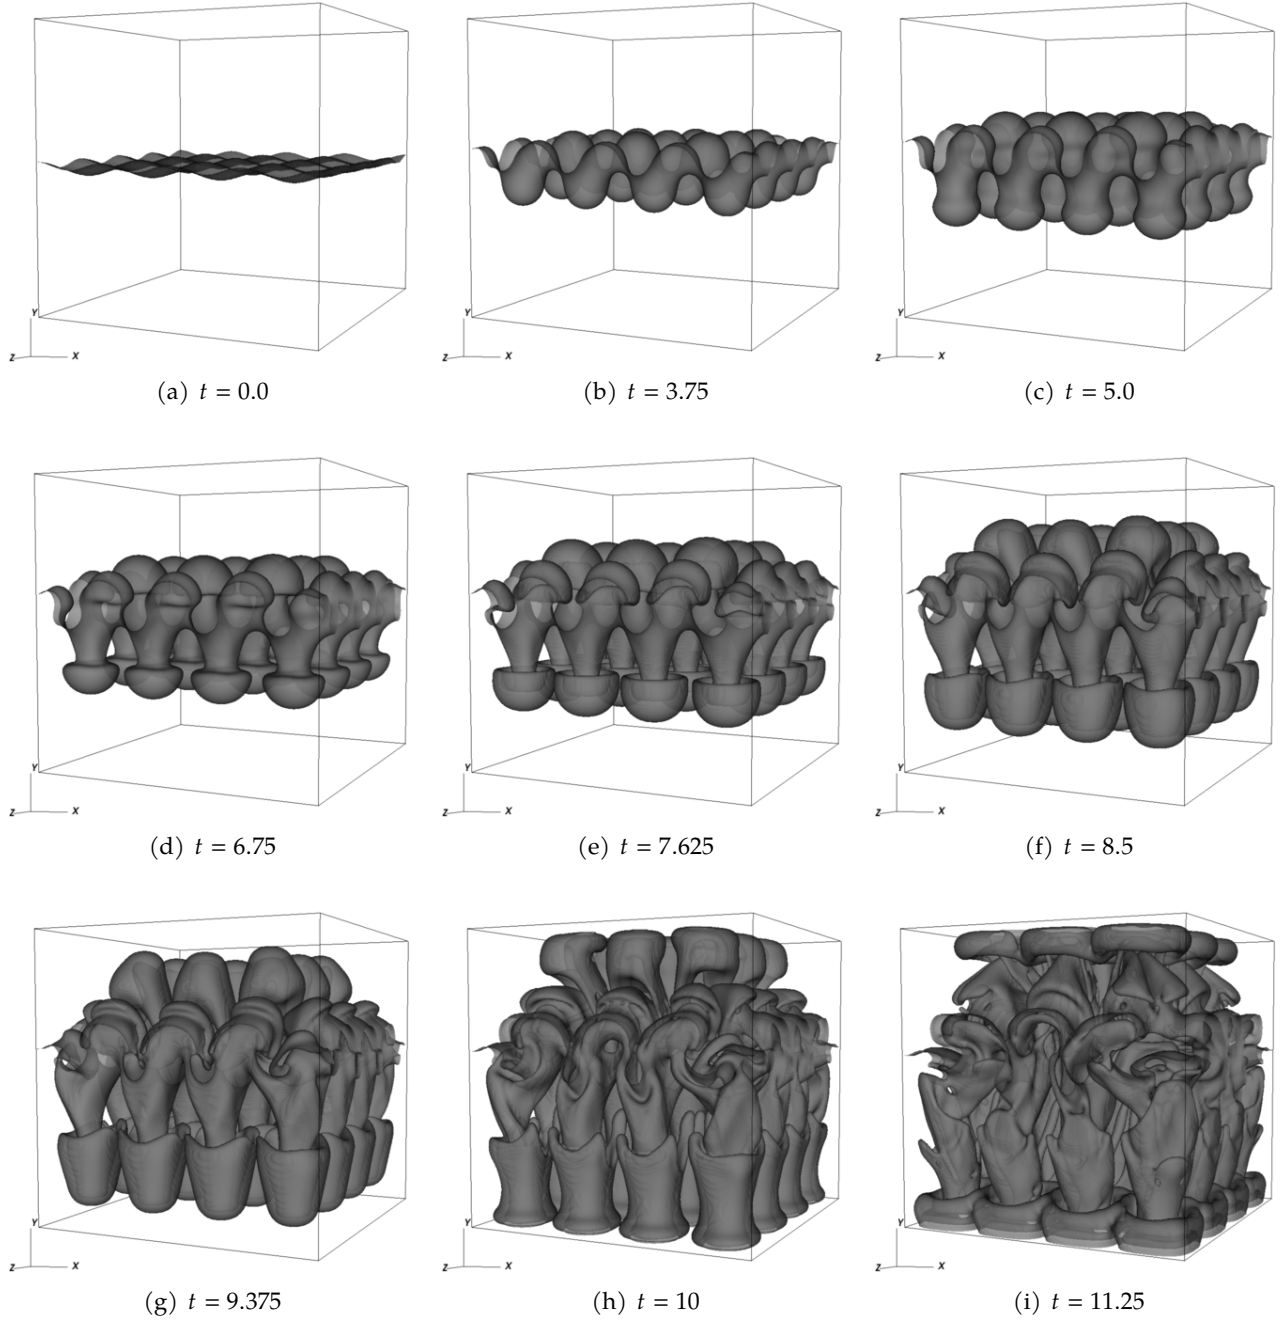 Y
Z X
Y
Z X
Y
Z X
(a) t = 0.0
(b) t = 3.75
(c) t = 5.0
Y
Z X
Y
Z X
Y
Z X
(d) t = 6.75
(e) t = 7.625
(f) t = 8.5
Y
Z X
Y
Z X
Y
Z X
(g) t = 9.375
(h) t = 10
(i) t = 11.25